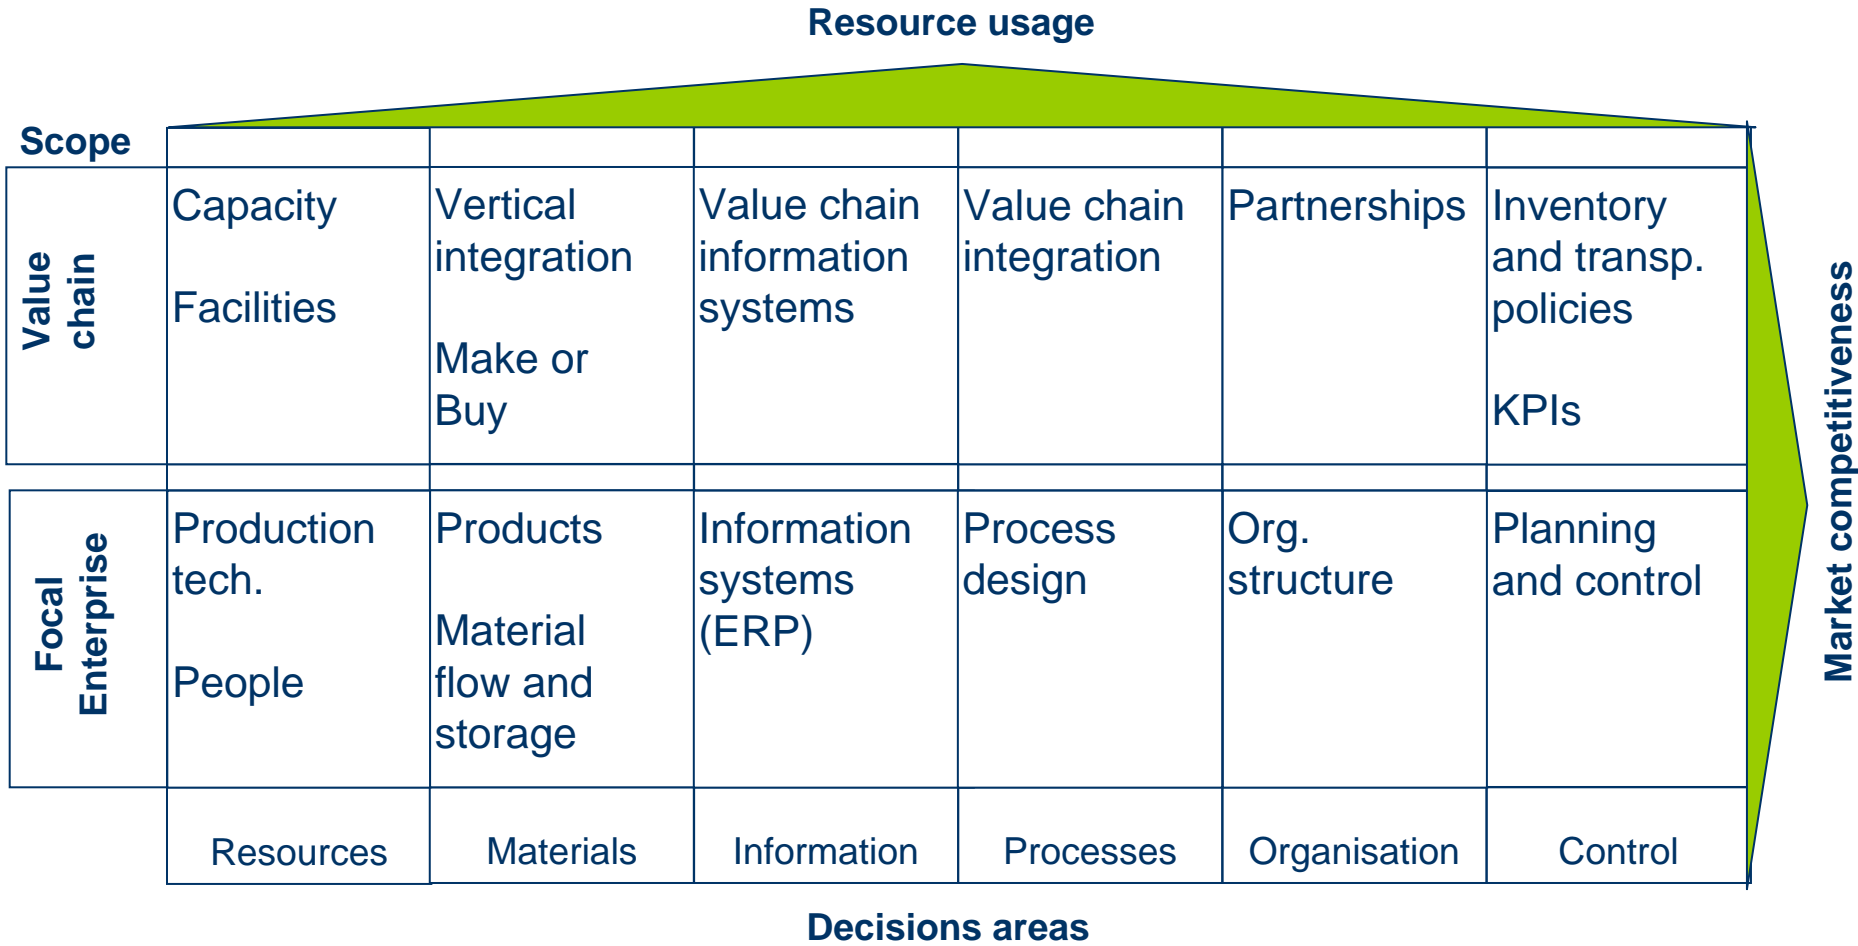 Resource usage
Scope
Value
chain
Capacity
Facilities
Vertical
integration
Make or
Buy
Value chain
information
systems
Value chain
integration
Partnerships
Inventory
and transp.
policies
KPIs
Market competitiveness
Focal
Enterprise
Production
tech.
People
Products
Material
flow and
storage
Information
systems
(ERP)
Process
design
Org.
structure
Planning
and control
Resources
Materials
Information
Processes
Organisation
Control
Decisions areas